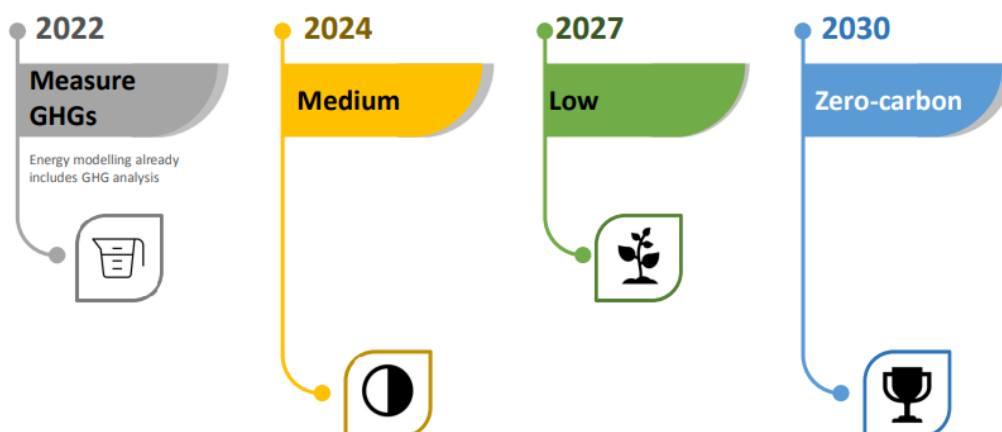 2022
Measure
GHGs
Energy modelling already
includes GHG analysis
2024
Medium
2027
Low
2030
Zero-carbon